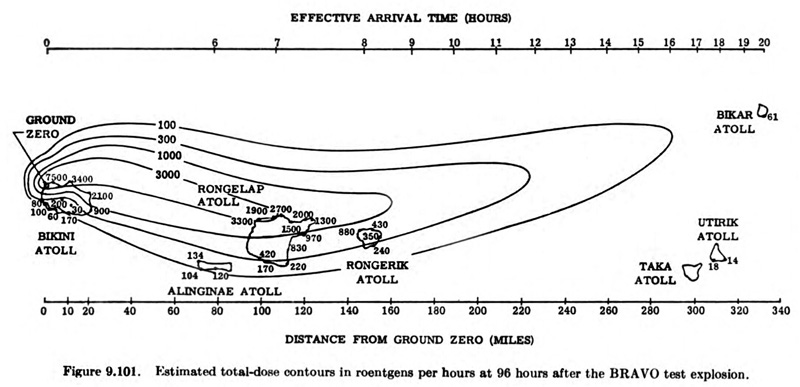 EFFECTIVE ARRIVAL TIME (HOURS)
0 6 7 8 9 10 11 12 13 14 15 16 17 18 19 20
GROUND
ZERO
100
300
1000
3000
BIKAR
ATOLL
61
7500 3400
2100
80 200 30 900
100 60 170
BIKINI
ATOLL
RONGELAP
ATOLL
1900 2700 2000
3300 1500 1300
970
830
420
170 220
134
104 120
ALINGINAE ATOLL
430
880 350
240
RONGERIK
ATOLL
UTIRIK
ATOLL
14
18
TAKA
ATOLL
0 10 20 40 60 80 100 120 140 160 180 200 220 240 260 280 300 320 340
DISTANCE FROM GROUND ZERO (MILES)
Figure 9.101. Estimated total-dose contours in roentgens per hours at 96 hours after the BRAVO test explosion.